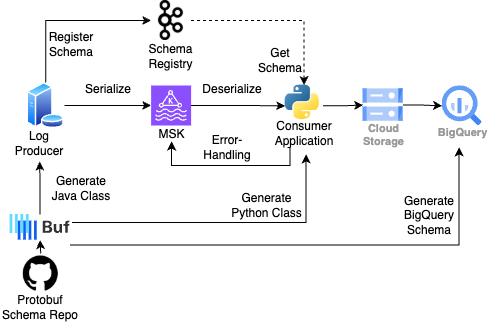 Register
Schema
Schema
Registry
Get
Schema
Serialize
Deserialize
Log
Producer
MSK
Consumer
Application
Cloud
Storage
BigQuery
Error-
Handling
Generate
Java Class
Generate
Python Class
Generate
BigQuery
Schema
Buf
Protobuf
Schema Repo